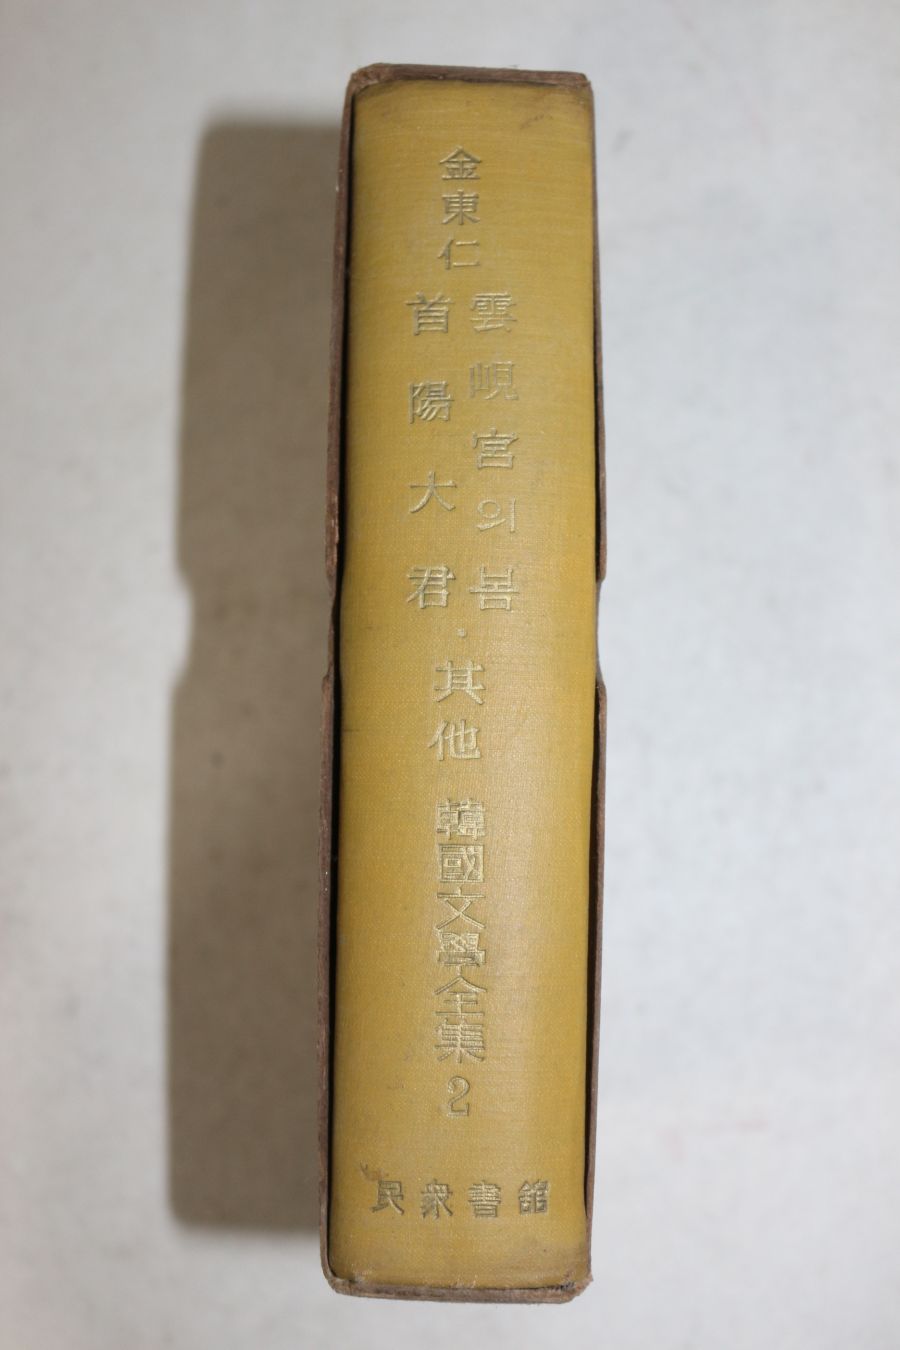 金東仁
雲峴宮의봄
首陽大君
·其他
韓國文學全集2
民衆書館